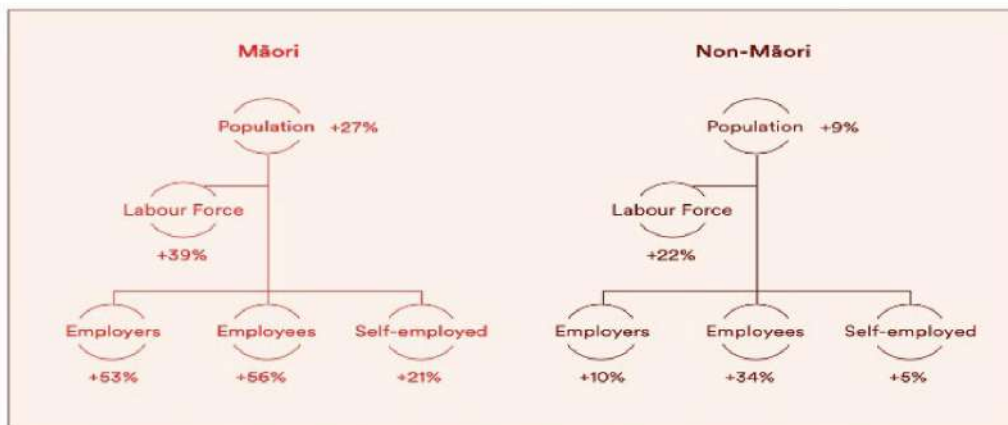 Māori
Population +27%
Labour Force
+39%
Employers Employees Self-employed
+53% +56% +21%
Non-Māori
Population +9%
Labour Force
+22%
Employers Employees Self-employed
+10% +34% +5%